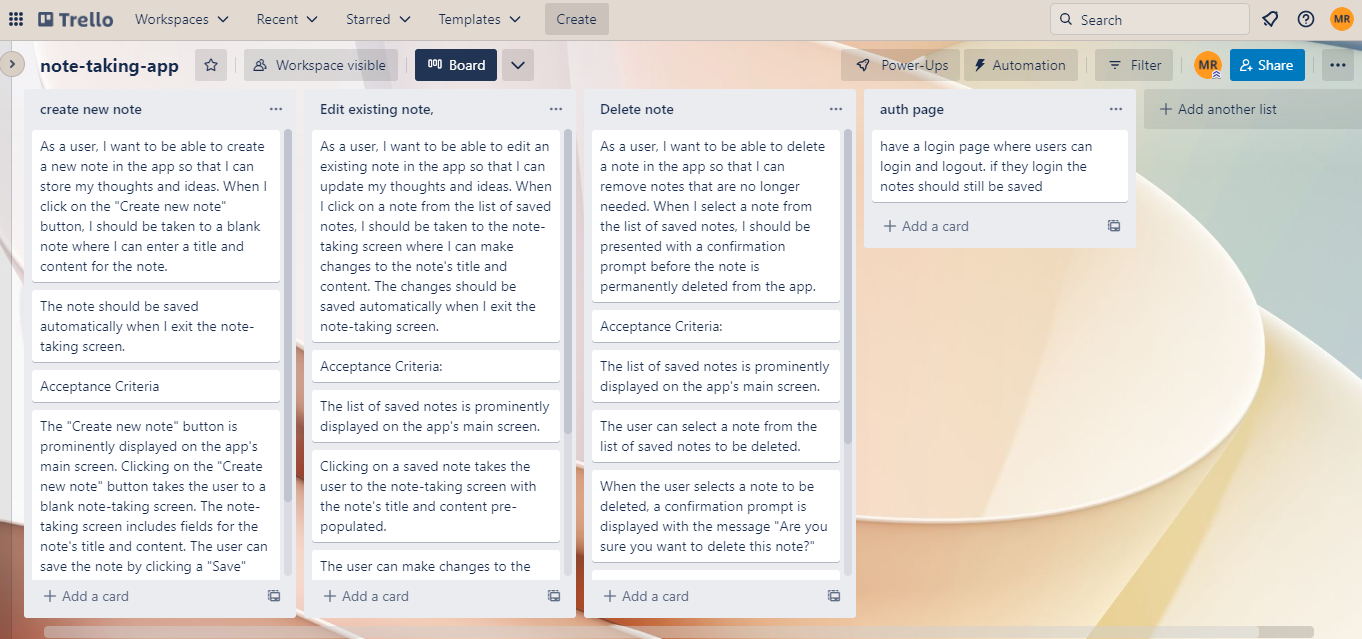 Trello
Workspaces
Recent
Starred
Templates
Create
Search
MR
note-taking-app
Workspace visible
Board
Power-Ups
Automation
Filter
MR
Share
create new note
As a user, I want to be able to create
a new note in the app so that I can
store my thoughts and ideas. When I
click on the "Create new note"
button, I should be taken to a blank
note where I can enter a title and
content for the note.
The note should be saved
automatically when I exit the note-
taking screen.
Acceptance Criteria
The "Create new note" button is
prominently displayed on the app's
main screen. Clicking on the "Create
new note" button takes the user to a
blank note-taking screen. The note-
taking screen includes fields for the
note's title and content. The user can
save the note by clicking a "Save"
Add a card
Edit existing note,
As a user, I want to be able to edit an
existing note in the app so that I can
update my thoughts and ideas. When
I click on a note from the list of saved
notes, I should be taken to the note-
taking screen where I can make
changes to the note's title and
content. The changes should be
saved automatically when I exit the
note-taking screen.
Acceptance Criteria:
The list of saved notes is prominently
displayed on the app's main screen.
Clicking on a saved note takes the
user to the note-taking screen with
the note's title and content pre-
populated.
The user can make changes to the
Add a card
Delete note
As a user, I want to be able to delete
a note in the app so that I can
remove notes that are no longer
needed. When I select a note from
the list of saved notes, I should be
presented with a confirmation
prompt before the note is
permanently deleted from the app.
Acceptance Criteria:
The list of saved notes is prominently
displayed on the app's main screen.
The user can select a note from the
list of saved notes to be deleted.
When the user selects a note to be
deleted, a confirmation prompt is
displayed with the message "Are you
sure you want to delete this note?"
Add a card
auth page
have a login page where users can
login and logout. if they login the
notes should still be saved
Add a card
Add another list